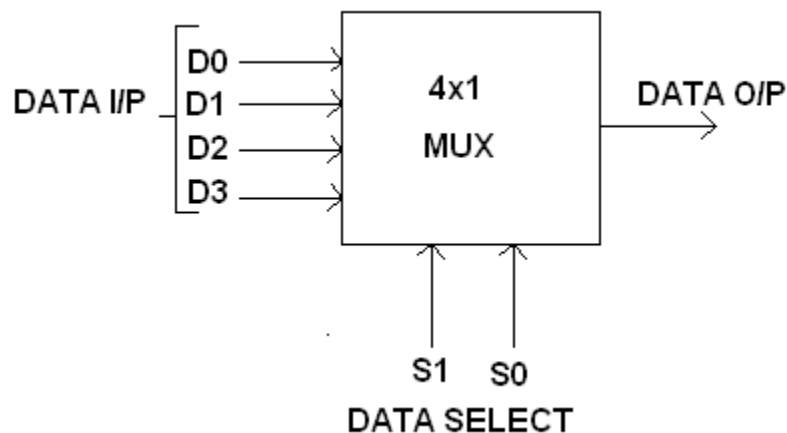 DATA I/P
D0
D1
D2
D3
4x1
MUX
DATA O/P
S1 S0
DATA SELECT